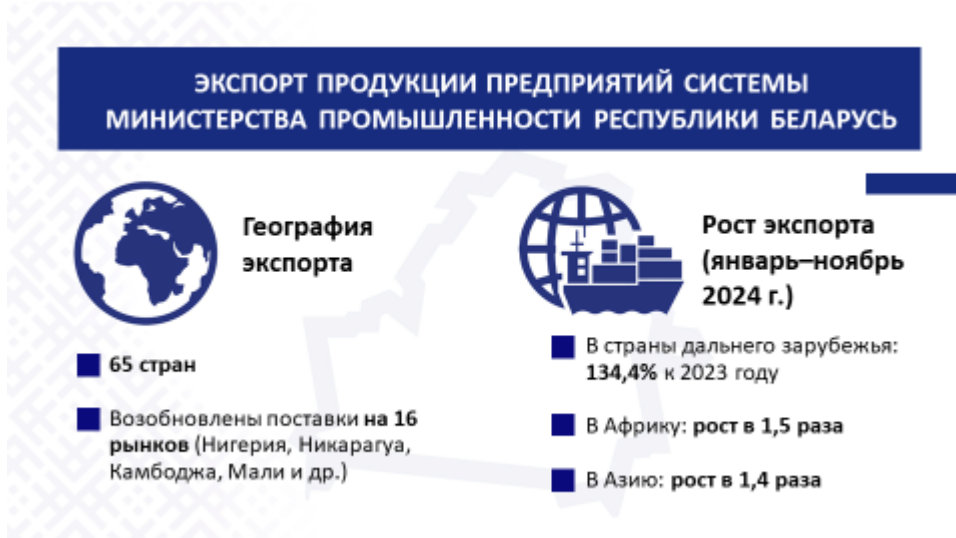 ЭКСПОРТ ПРОДУКЦИИ ПРЕДПРИЯТИЙ СИСТЕМЫ
МИНИСТЕРСТВА ПРОМЫШЛЕННОСТИ РЕСПУБЛИКИ БЕЛАРУСЬ
География
экспорта
65 стран
Возобновлены поставки на 16
рынков (Нигерия, Никарагуа,
Камбоджа, Мали и др.)
Рост экспорта
(январь–ноябрь
2024 г.)
В страны дальнего зарубежья:
134,4% к 2023 году
В Африку: рост в 1,5 раза
В Азию: рост в 1,4 раза